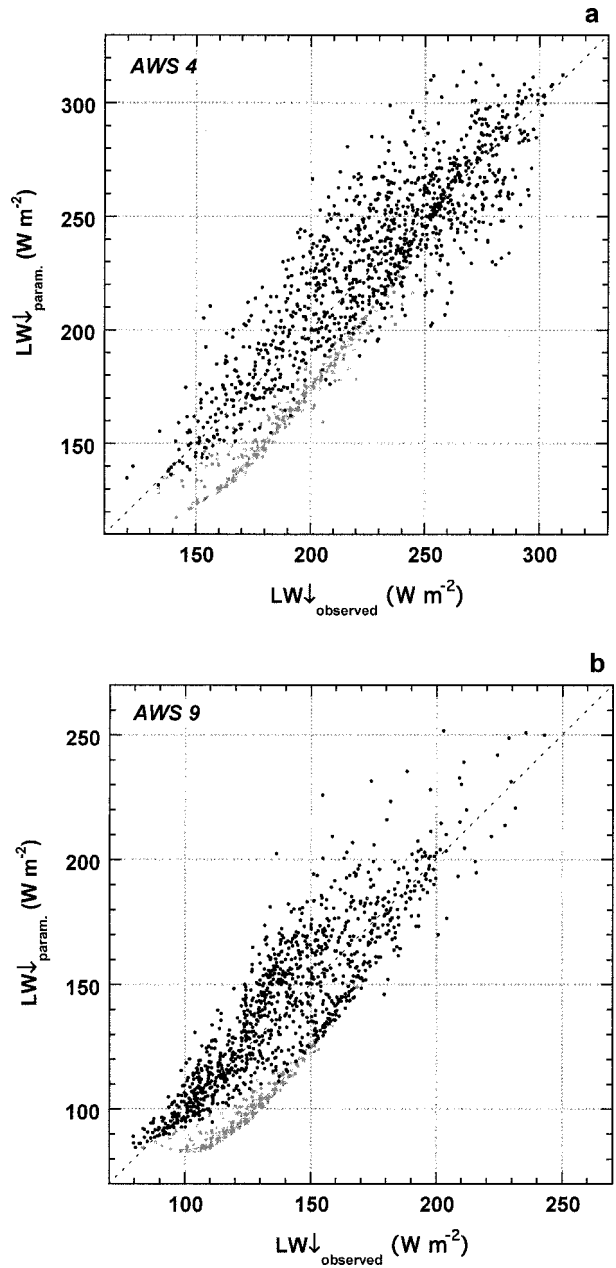 a
AWS 4
300
250
200
150
LW↓param. (W m-2)
150 200 250 300
LW↓observed (W m-2)
b
AWS 9
250
200
150
100
LW↓param. (W m-2)
100 150 200 250
LW↓observed (W m-2)